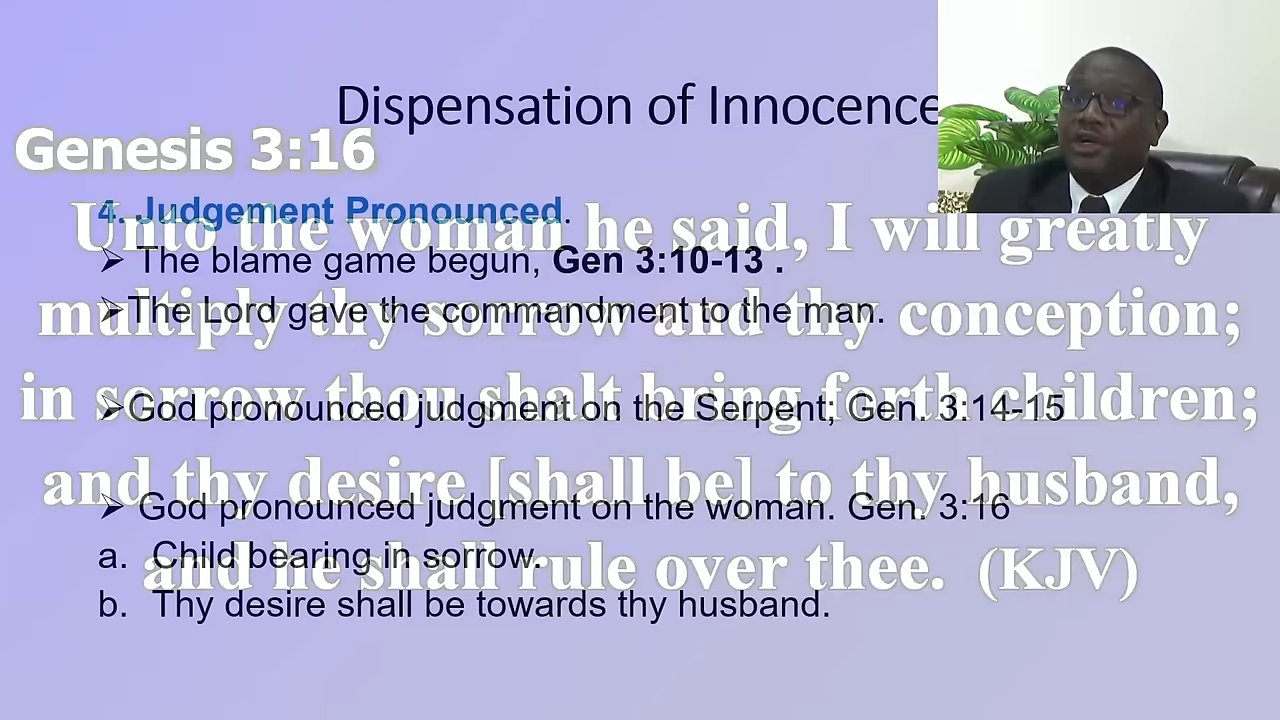 Dispensation of Innocence
Genesis 3:16
4. Judgement Pronounced.
Unto the woman he said, I will greatly
➢ The blame game begun, Gen 3:10-13 .
➢The Lord gave the commandment to the man.
multiply thy sorrow and thy conception;
in sorrow thou shalt bring forth children;
➢God pronounced judgment on the Serpent; Gen. 3:14-15
and thy desire [shall be] to thy husband,
➢ God pronounced judgment on the woman. Gen. 3:16
a. Child bearing in sorrow.
and he shall rule over thee. (KJV)
b. Thy desire shall be towards thy husband.